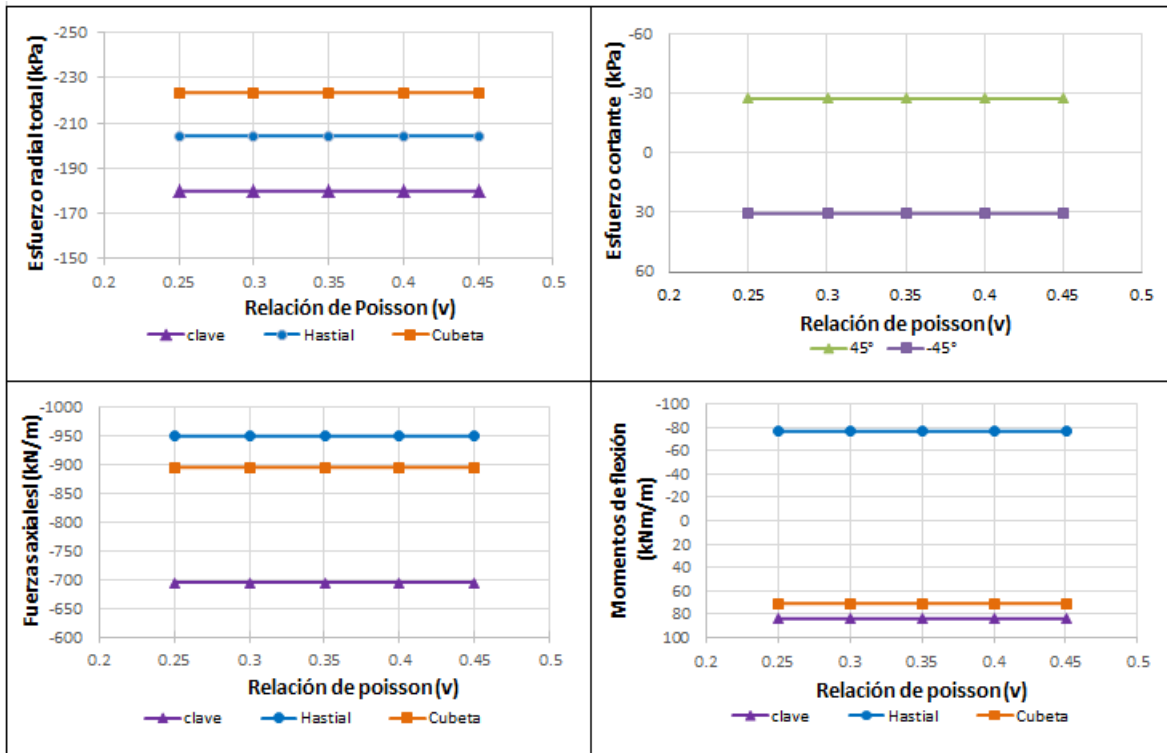 Esfuerzo radial total (kPa)
-250
-230
-210
-190
-170
-150
0.2 0.25 0.3 0.35 0.4 0.45 0.5
Relación de Poisson (v)
clave Hastial Cubeta
Esfuerzo cortante (kPa)
-60
-30
0
30
60
0.2 0.25 0.3 0.35 0.4 0.45 0.5
Relación de poisson (v)
45° -45°
Fuerzas axialesl (kN/m)
-1000
-950
-900
-850
-800
-750
-700
-650
-600
0.2 0.25 0.3 0.35 0.4 0.45 0.5
Relación de poisson (v)
clave Hastial Cubeta
Momentos de flexión
(kNm/m)
-100
-80
-60
-40
-20
0
20
40
60
80
100
0.2 0.25 0.3 0.35 0.4 0.45 0.5
Relación de poisson (v)
clave Hastial Cubeta